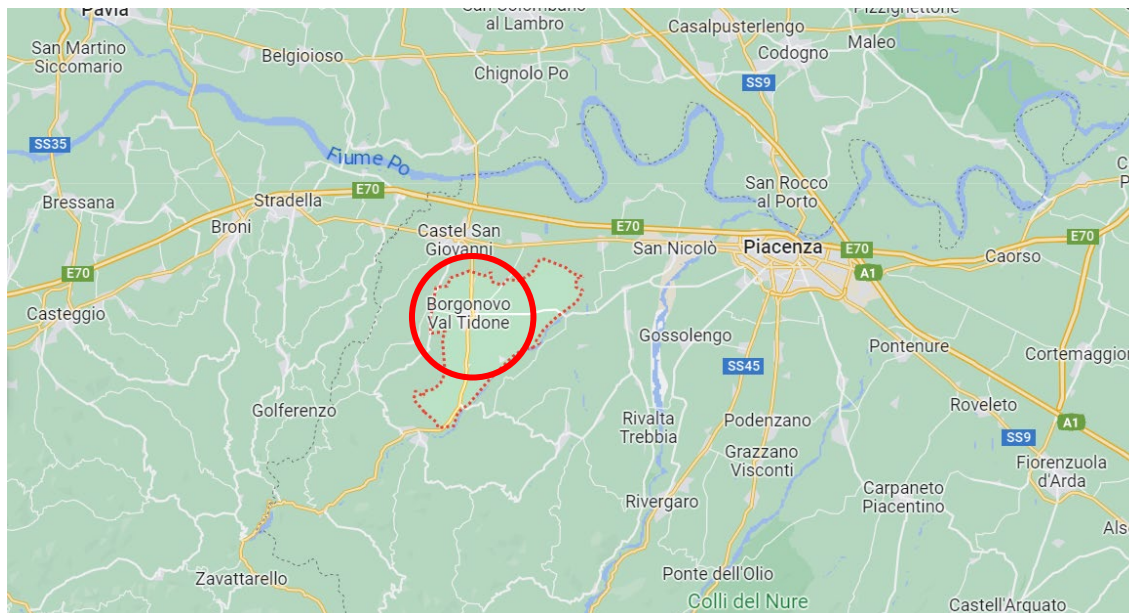 Pavia
San Colombano
al Lambro
Pizzighettone
Casalpusterlengo
San Martino
Siccomario
Belgioioso
Codogno
Maleo
Chignolo Po
SS9
SS35
Fiume Po
E70
San Rocco
al Porto
Bressana
Stradella
Broni
Castel San
Giovanni
E70
San Nicolò
Piacenza
E70
E70
Caorso
A1
E70
Casteggio
Borgonovo
Val Tidone
Gossolengo
Pontenure
Cortemaggior
SS45
Golferenzo
Rivalta
Trebbia
Podenzano
Roveleto
A1
SS9
Grazzano
Visconti
Fiorenzuola
d'Arda
Rivergaro
Carpaneto
Piacentino
Zavattarello
Ponte dell'Olio
Colli del Nure
Castell'Arquato